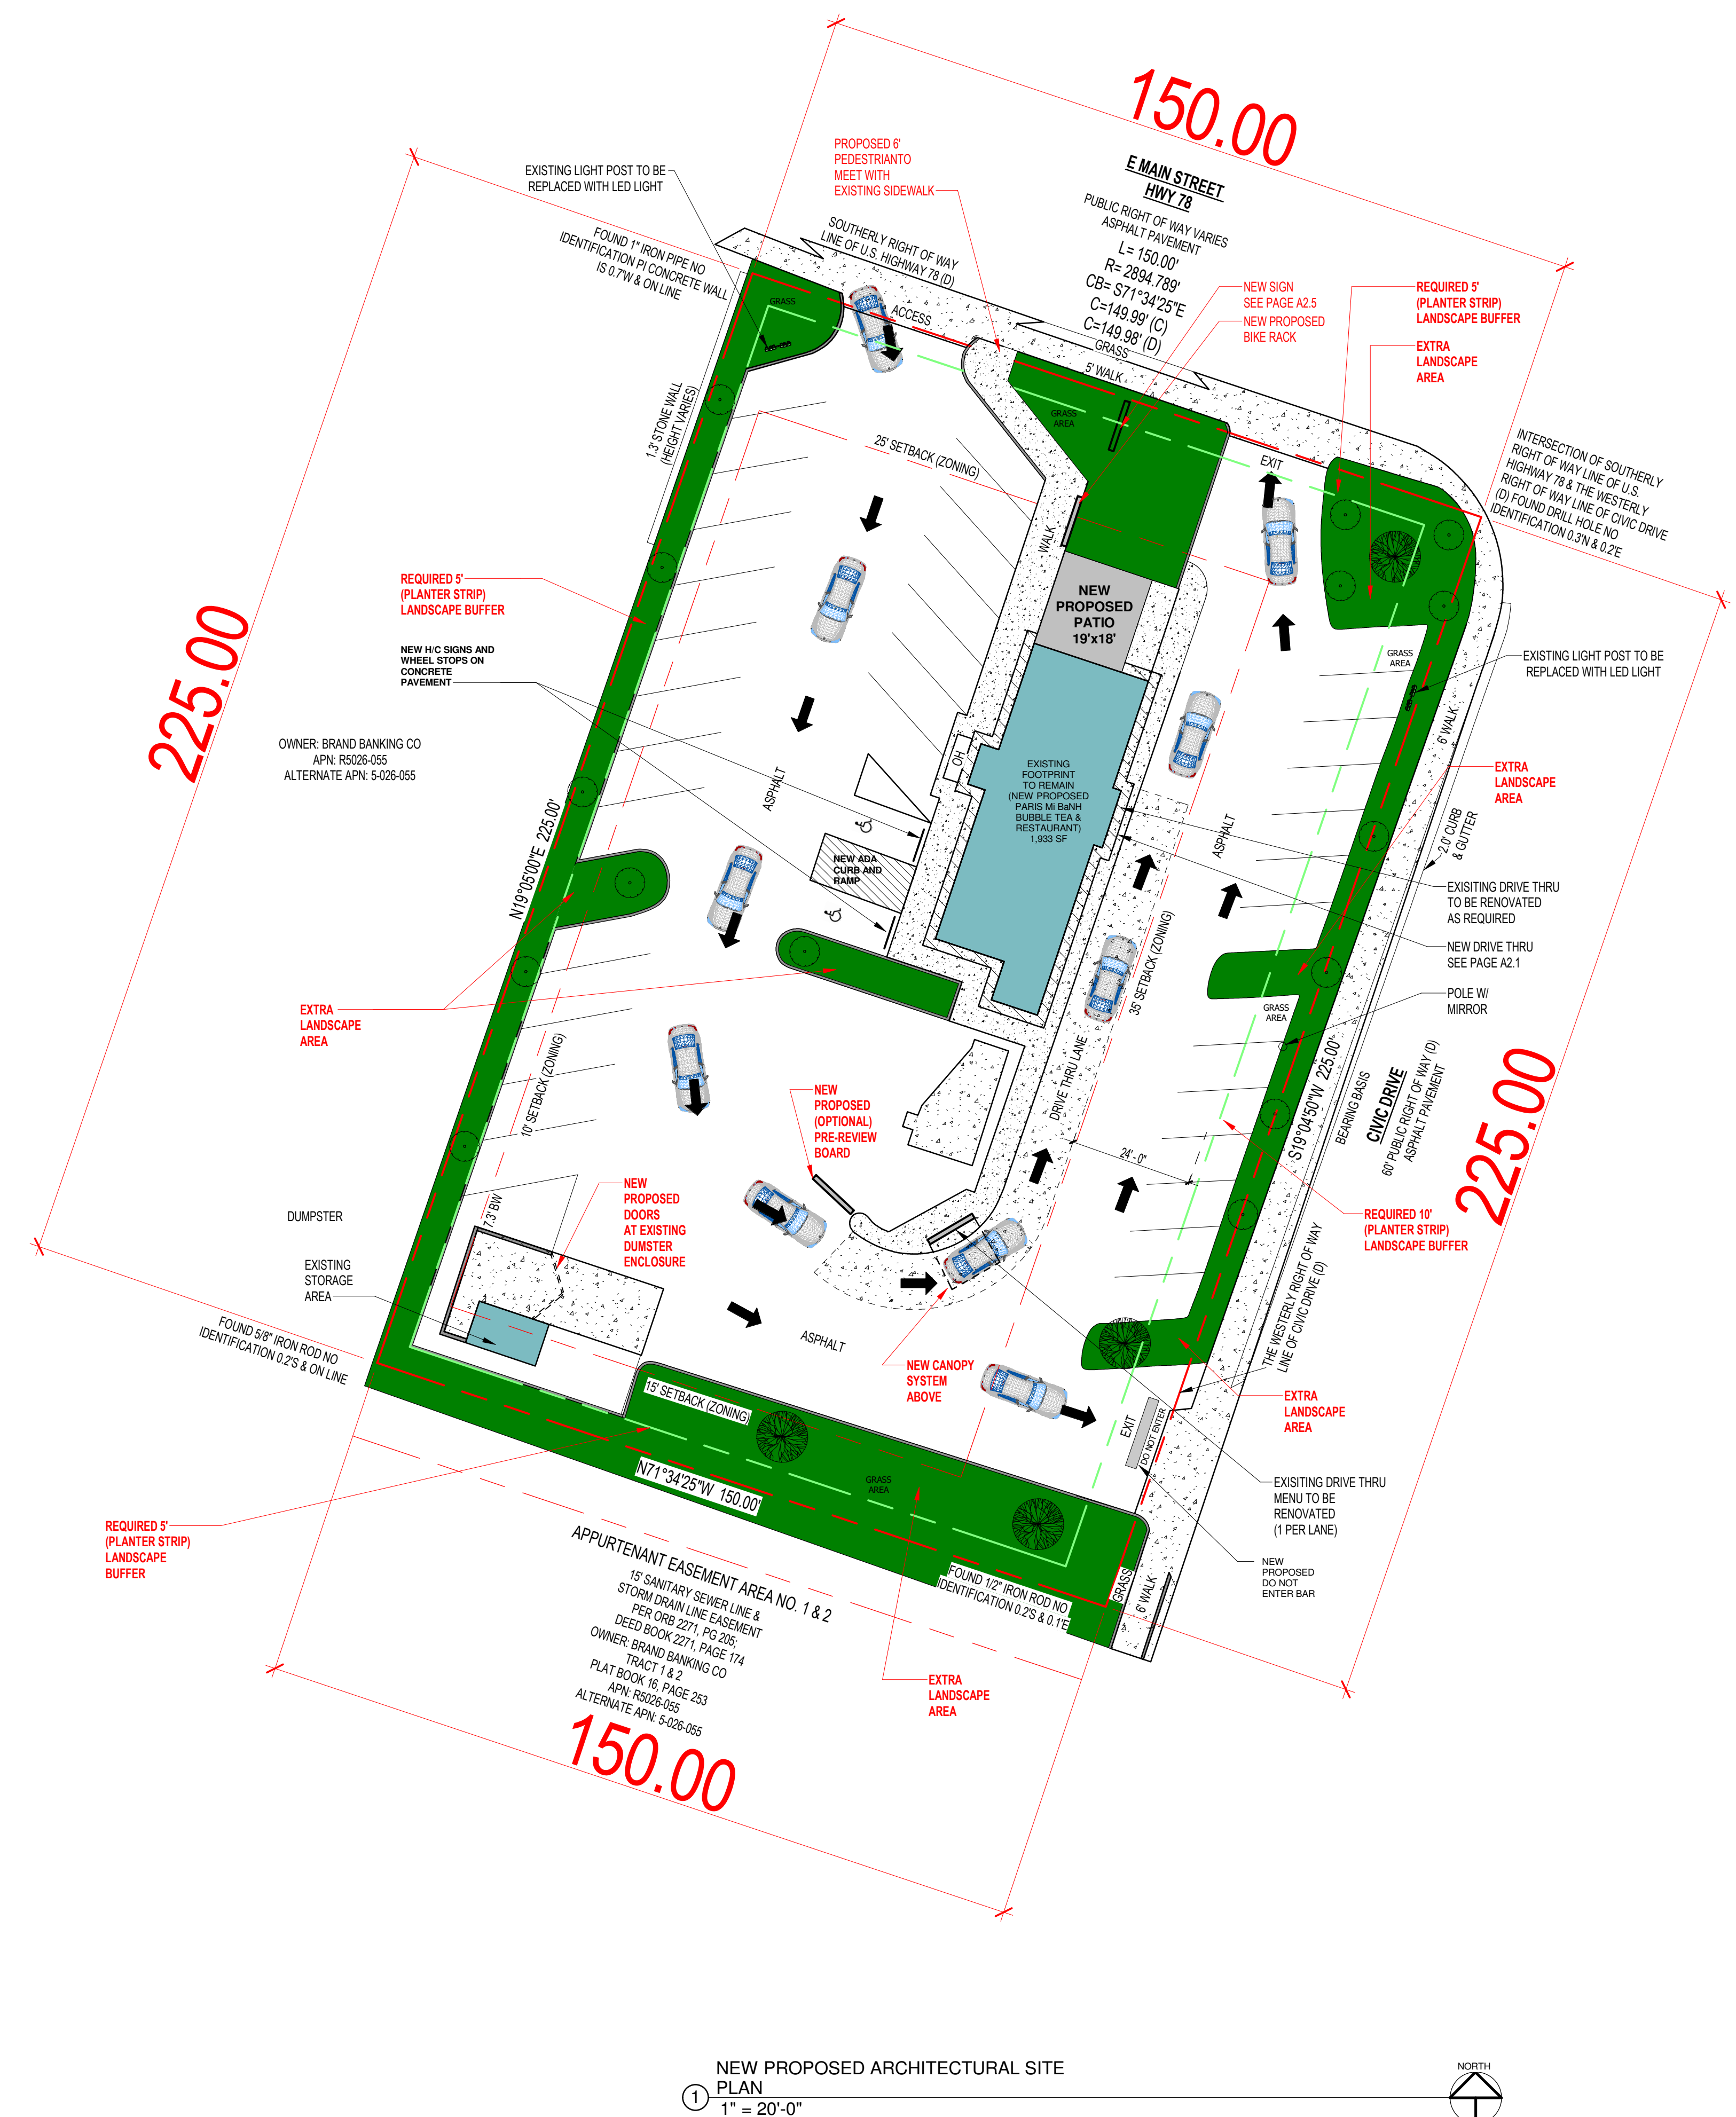 150.00
E MAIN STREET
HWY 78
PUBLIC RIGHT OF WAY VARIES
ASPHALT PAVEMENT
L= 150.00'
R= 2894.789'
CB= S71°34'25"E
C=149.99' (C)
C=149.98' (D)
PROPOSED 6'
PEDESTRIANTO
MEET WITH
EXISTING SIDEWALK
EXISTING LIGHT POST TO BE
REPLACED WITH LED LIGHT
FOUND 1" IRON PIPE NO
IDENTIFICATION PI CONCRETE WALL
IS 0.7'W & ON LINE
SOUTHERLY RIGHT OF WAY
LINE OF U.S. HIGHWAY 78 (D)
GRASS
ACCESS
GRASS
5' WALK
NEW SIGN
SEE PAGE A2.5
NEW PROPOSED
BIKE RACK
REQUIRED 5'
(PLANTER STRIP)
LANDSCAPE BUFFER
EXTRA
LANDSCAPE
AREA
INTERSECTION OF SOUTHERLY
RIGHT OF WAY LINE OF U.S.
HIGHWAY 78 & THE WESTERLY
RIGHT OF WAY LINE OF CIVIC DRIVE
(D) FOUND DRILL HOLE NO
IDENTIFICATION 0.3'N & 0.2'E
1.3' STONE WALL
(HEIGHT VARIES)
25' SETBACK (ZONING)
GRASS
AREA
EXIT
WALK
REQUIRED 5'
(PLANTER STRIP)
LANDSCAPE BUFFER
NEW H/C SIGNS AND
WHEEL STOPS ON
CONCRETE
PAVEMENT
225.00
OWNER: BRAND BANKING CO
APN: R5026-055
ALTERNATE APN: 5-026-055
NEW
PROPOSED
PATIO
19'x18'
GRASS
AREA
EXISTING LIGHT POST TO BE
REPLACED WITH LED LIGHT
6' WALK
EXTRA
LANDSCAPE
AREA
2.0' CURB
& GUTTER
OH
EXISTING
FOOTPRINT
TO REMAIN
(NEW PROPOSED
PARIS Mi BaNH
BUBBLE TEA &
RESTAURANT)
1,933 SF
ASPHALT
ASPHALT
NEW ADA
CURB AND
RAMP
EXISITING DRIVE THRU
TO BE RENOVATED
AS REQUIRED
NEW DRIVE THRU
SEE PAGE A2.1
POLE W/
MIRROR
N19°05'00"E 225.00'
35' SETBACK (ZONING)
GRASS
AREA
EXTRA
LANDSCAPE
AREA
10' SETBACK (ZONING)
DRIVE THRU LANE
24'-0"
S19°04'50"W 225.00'
BEARING BASIS
CIVIC DRIVE
60' PUBLIC RIGHT OF WAY (D)
ASPHALT PAVEMENT
225.00
NEW
PROPOSED
(OPTIONAL)
PRE-REVIEW
BOARD
7.3' BW
NEW
PROPOSED
DOORS
AT EXISTING
DUMSTER
ENCLOSURE
DUMPSTER
EXISTING
STORAGE
AREA
REQUIRED 10'
(PLANTER STRIP)
LANDSCAPE BUFFER
THE WESTERLY RIGHT OF WAY
LINE OF CIVIC DRIVE (D)
FOUND 5/8" IRON ROD NO
IDENTIFICATION 0.2'S & ON LINE
ASPHALT
NEW CANOPY
SYSTEM
ABOVE
EXTRA
LANDSCAPE
AREA
15' SETBACK (ZONING)
EXIT
DO NOT ENTER
N71°34'25"W 150.00'
GRASS
AREA
EXISITING DRIVE THRU
MENU TO BE
RENOVATED
(1 PER LANE)
REQUIRED 5'
(PLANTER STRIP)
LANDSCAPE
BUFFER
NEW
PROPOSED
DO NOT
ENTER BAR
FOUND 1/2" IRON ROD NO
IDENTIFICATION 0.2'S & 0.1'E
GRASS
6' WALK
APPURTENANT EASEMENT AREA NO. 1 & 2
15' SANITARY SEWER LINE &
STORM DRAIN LINE EASEMENT
PER ORB 2271, PG 205;
DEED BOOK 2271, PAGE 174
OWNER: BRAND BANKING CO
TRACT 1 & 2
PLAT BOOK 16, PAGE 253
APN: R5026-055
ALTERNATE APN: 5-026-055
EXTRA
LANDSCAPE
AREA
150.00
NEW PROPOSED ARCHITECTURAL SITE
PLAN
1
1" = 20'-0"
NORTH